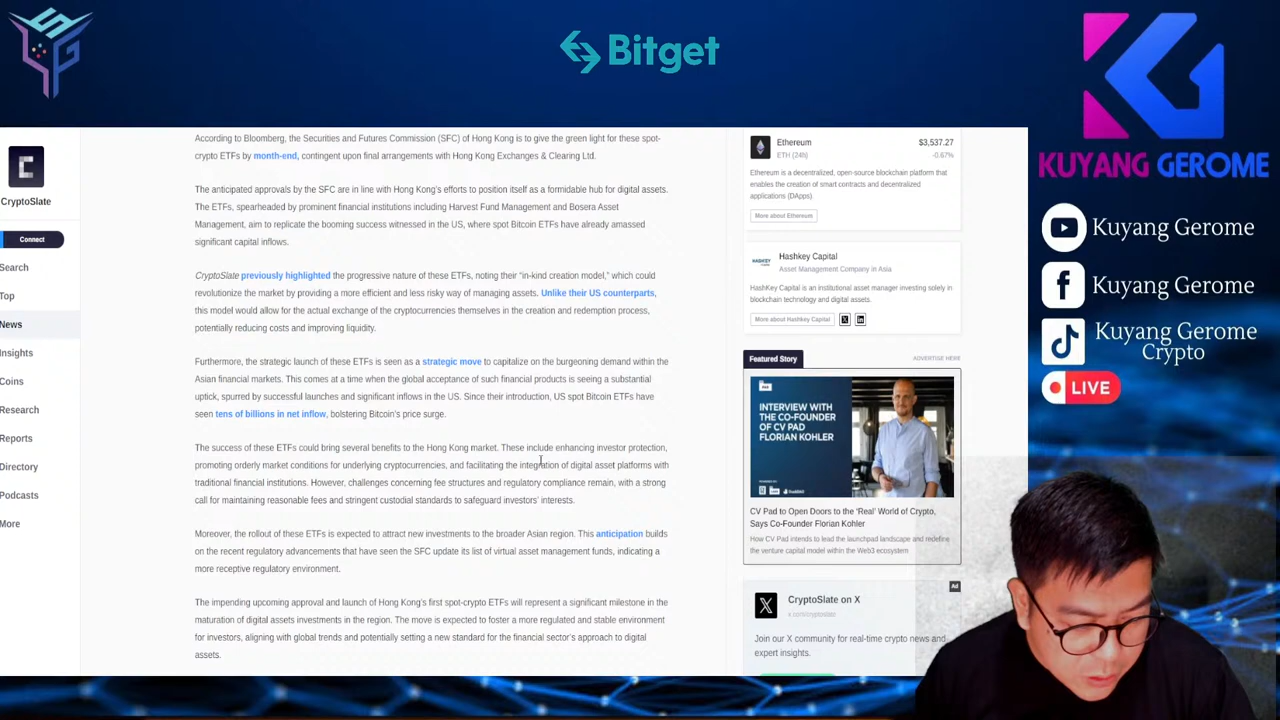 Bitget
KUYANG GEROME
Kuyang Gerome
Kuyang Gerome
Kuyang Gerome
Crypto
LIVE
CryptoSlate
Connect
Search
Top
News
Insights
Coins
Research
Reports
Directory
Podcasts
More
According to Bloomberg, the Securities and Futures Commission (SFC) of Hong Kong is to give the green light for these spot-
crypto ETFs by month-end, contingent upon final arrangements with Hong Kong Exchanges & Clearing Ltd.
The anticipated approvals by the SFC are in line with Hong Kong's efforts to position itself as a formidable hub for digital assets.
The ETFs, spearheaded by prominent financial institutions including Harvest Fund Management and Bosera Asset
Management, aim to replicate the booming success witnessed in the US, where spot Bitcoin ETFs have already amassed
significant capital inflows.
CryptoSlate previously highlighted the progressive nature of these ETFs, noting their "in-kind creation model," which could
revolutionize the market by providing a more efficient and less risky way of managing assets. Unlike their US counterparts,
this model would allow for the actual exchange of the cryptocurrencies themselves in the creation and redemption process,
potentially reducing costs and improving liquidity.
Furthermore, the strategic launch of these ETFs is seen as a strategic move to capitalize on the burgeoning demand within the
Asian financial markets. This comes at a time when the global acceptance of such financial products is seeing a substantial
uptick, spurred by successful launches and significant inflows in the US. Since their introduction, US spot Bitcoin ETFs have
seen tens of billions in net inflow, bolstering Bitcoin's price surge.
The success of these ETFs could bring several benefits to the Hong Kong market. These include enhancing investor protection,
promoting orderly market conditions for underlying cryptocurrencies, and facilitating the integration of digital asset platforms with
traditional financial institutions. However, challenges concerning fee structures and regulatory compliance remain, with a strong
call for maintaining reasonable fees and stringent custodial standards to safeguard investors' interests.
Moreover, the rollout of these ETFs is expected to attract new investments to the broader Asian region. This anticipation builds
on the recent regulatory advancements that have seen the SFC update its list of virtual asset management funds, indicating a
more receptive regulatory environment.
The impending upcoming approval and launch of Hong Kong's first spot-crypto ETFs will represent a significant milestone in the
maturation of digital assets investments in the region. The move is expected to foster a more regulated and stable environment
for investors, aligning with global trends and potentially setting a new standard for the financial sector's approach to digital
assets.
Ethereum $3,537.27
ETH (24h) -0.67%
Ethereum is a decentralized, open-source blockchain platform that
enables the creation of smart contracts and decentralized
applications (DApps).
More about Ethereum
Hashkey Capital
Asset Management Company in Asia
HashKey Capital is an institutional asset manager investing solely in
blockchain technology and digital assets.
More about Hashkey Capital
Featured Story ADVERTISE HERE
INTERVIEW WITH
THE CO-FOUNDER
OF CV PAD
FLORIAN KOHLER
CV Pad to Open Doors to the 'Real' World of Crypto,
Says Co-Founder Florian Kohler
How CV Pad intends to lead the launchpad landscape and redefine
the venture capital model within the Web3 ecosystem
Ad
CryptoSlate on X
x.com/cryptoslate
Join our X community for real-time crypto news and
expert insights.